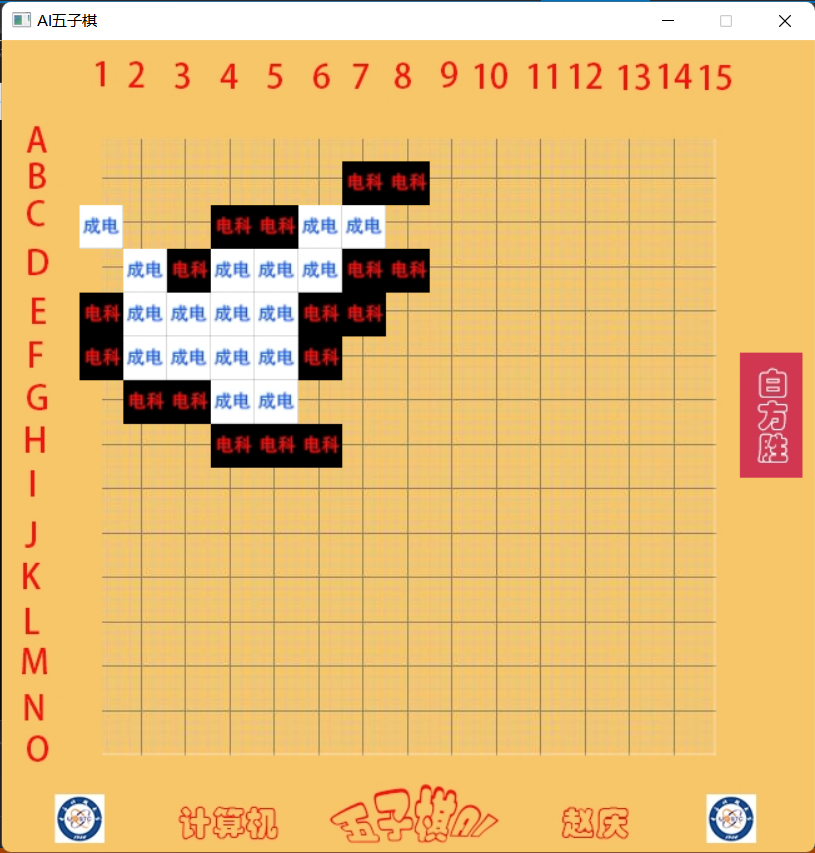 AI五子棋
1 2 3 4 5 6 7 8 9 10 11 12 13 14 15
A
B
电科 电科
C
成电 电科 电科 成电 成电
D
成电 电科 成电 成电 成电 电科 电科
E
电科 成电 成电 成电 成电 电科 电科
F
电科 成电 成电 成电 成电 电科
白方胜
G
电科 电科 成电 成电
H
电科 电科 电科
I
J
K
L
M
N
O
计算机 五子棋AI 赵庆